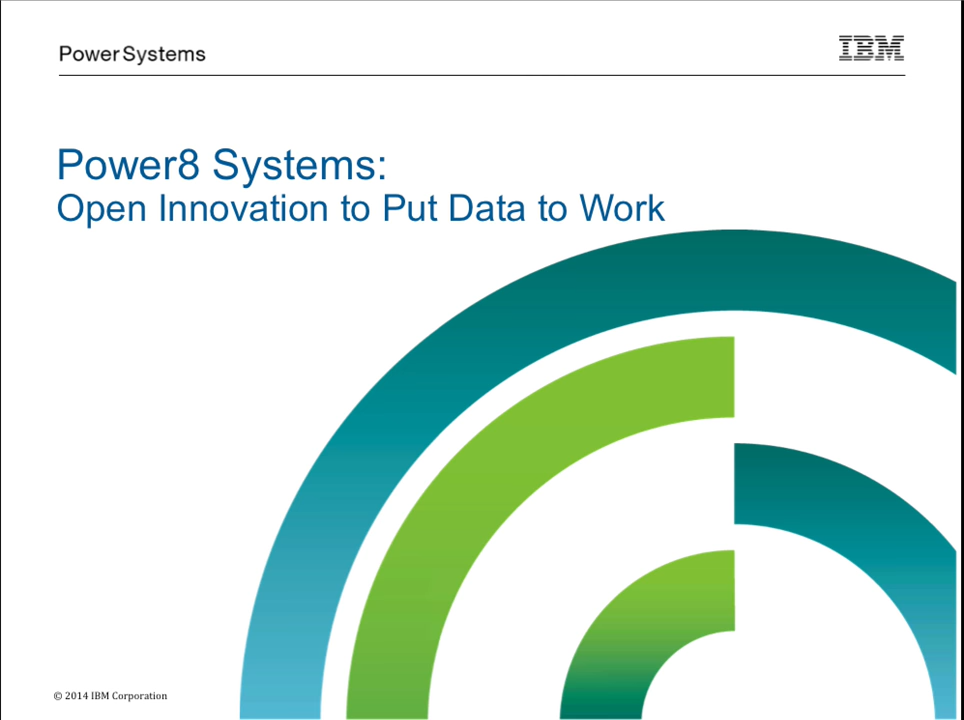 Power Systems
IBM
Power8 Systems:
Open Innovation to Put Data to Work
© 2014 IBM Corporation